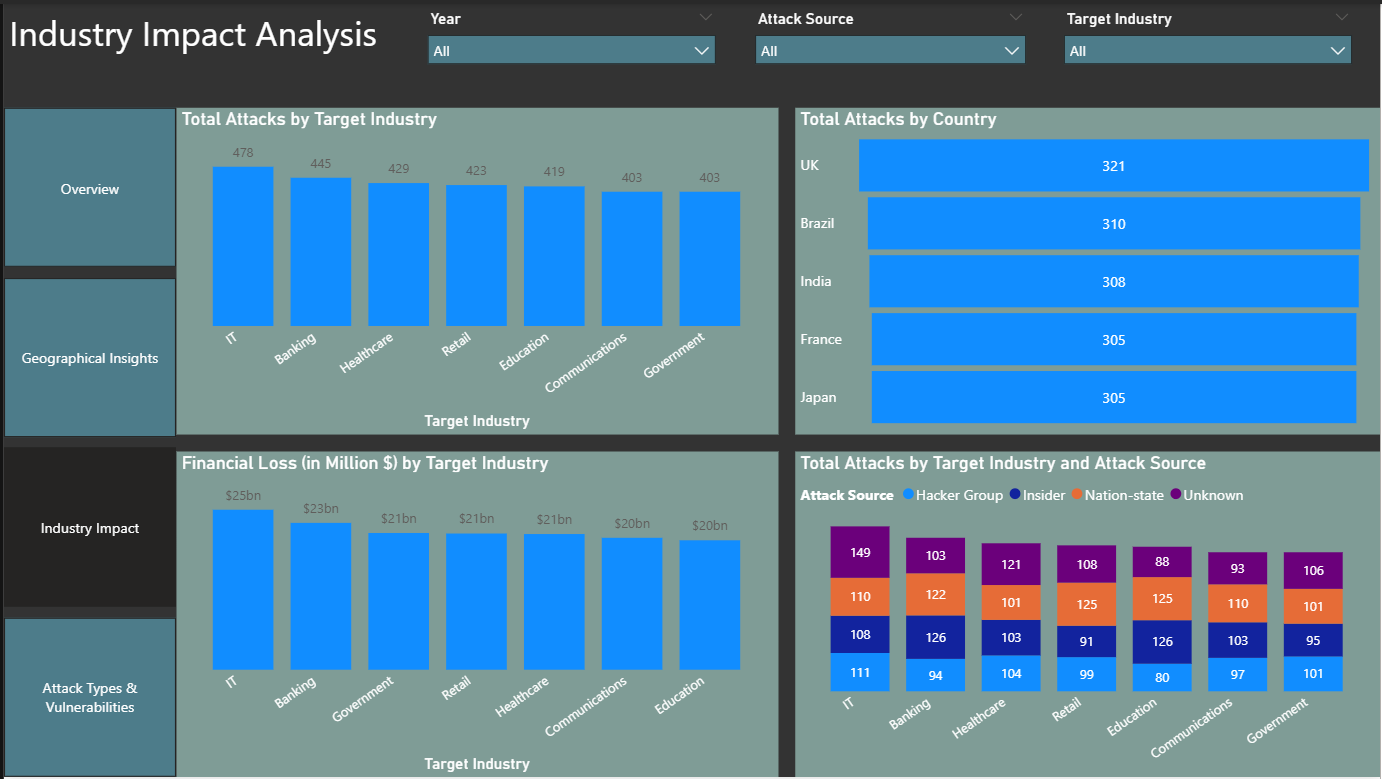 Industry Impact Analysis
Year
All
Attack Source
All
Target Industry
All
Overview
Geographical Insights
Industry Impact
Attack Types &
Vulnerabilities
Total Attacks by Target Industry
478
445
429
423
419
403
403
IT
Banking
Healthcare
Retail
Education
Communications
Government
Target Industry
Total Attacks by Country
UK
321
Brazil
310
India
308
France
305
Japan
305
Financial Loss (in Million $) by Target Industry
$25bn
$23bn
$21bn
$21bn
$21bn
$20bn
$20bn
IT
Banking
Government
Retail
Healthcare
Communications
Education
Target Industry
Total Attacks by Target Industry and Attack Source
Attack Source Hacker Group Insider Nation-state Unknown
149
110
108
111
103
122
126
94
121
101
103
104
108
125
91
99
88
125
126
80
93
110
103
97
106
101
95
101
IT
Banking
Healthcare
Retail
Education
Communications
Government